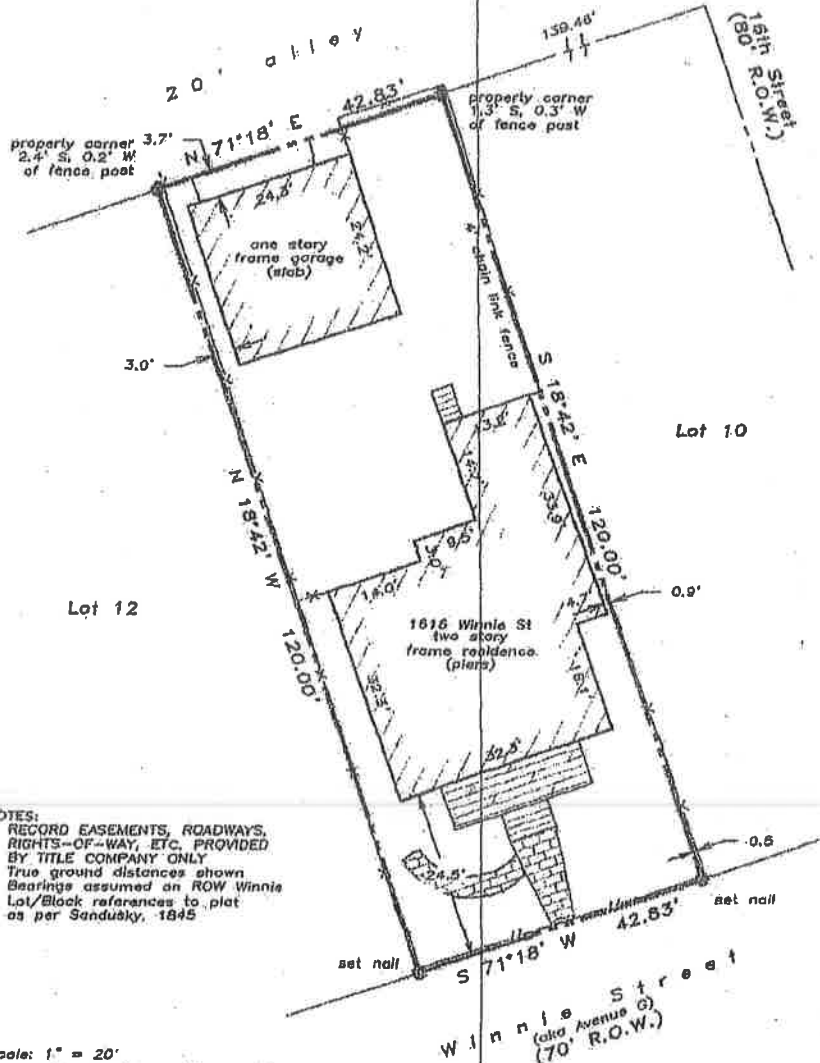 20' alley
139.46'
16th Street
(80' R.O.W.)
42.83'
property corner
1.3' S, 0.3' W
of fence post
N 71°18' E
3.7'
property corner
2.4' S, 0.2' W
of fence post
24.3'
24.2'
one story
frame garage
(slab)
4' chain link fence
3.0'
S 18°42' E
120.00'
Lot 10
N 18°42' W
120.00'
Lot 12
33.9'
9.5'
3.0'
14.0'
4.7'
0.9'
1616 Winnie St
two story
frame residence
(piers)
32.3'
24.5'
0.6
NOTES:
RECORD EASEMENTS, ROADWAYS,
RIGHTS-OF-WAY, ETC. PROVIDED
BY TITLE COMPANY ONLY
True ground distances shown
Bearings assumed on ROW Winnie
Lot/Block references to plat
as per Sandusky, 1845
set nail
S 71°18' W
42.83'
set nail
Winnie Street
(aka Avenue G)
(70' R.O.W.)
scale: 1" = 20'